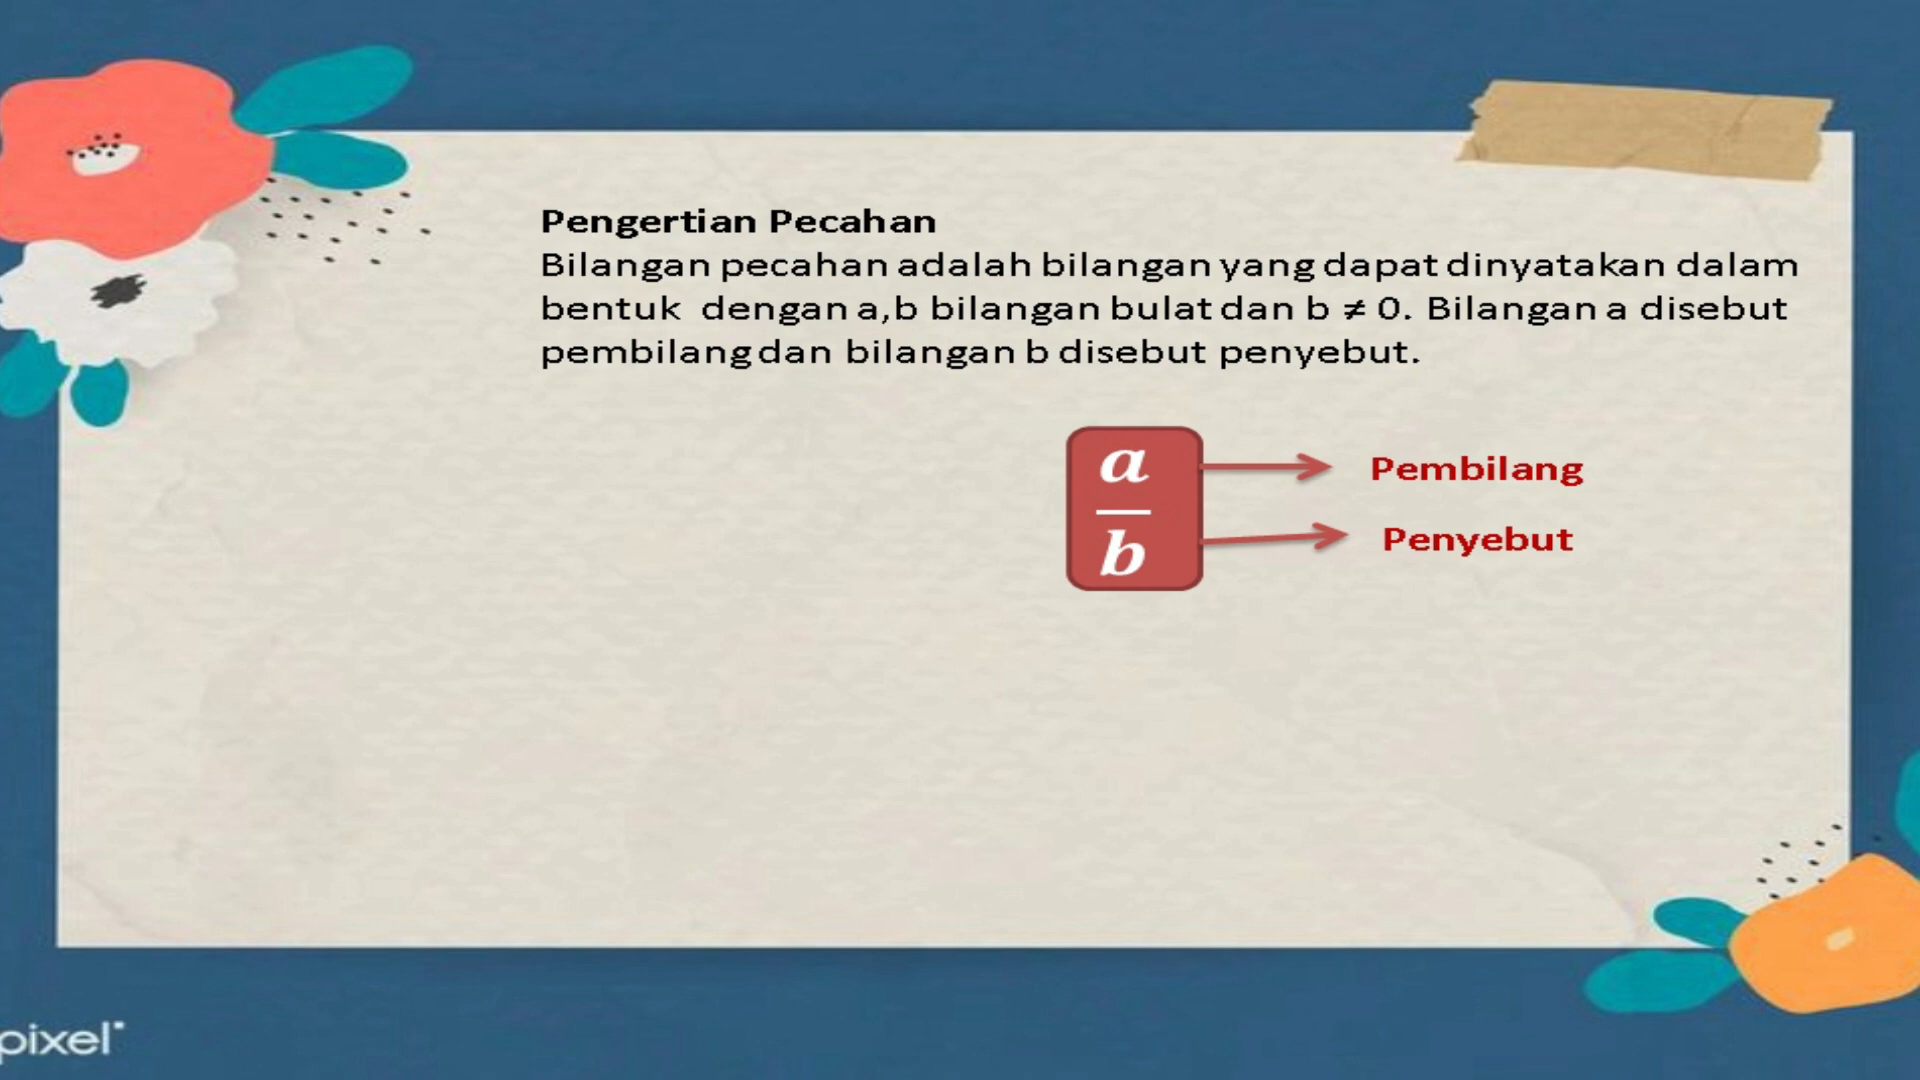 Pengertian Pecahan
Bilangan pecahan adalah bilangan yang dapat dinyatakan dalam
bentuk dengan a,b bilangan bulat dan b ≠ 0. Bilangan a disebut
pembilang dan bilangan b disebut penyebut.
a
Pembilang
b
Penyebut
pixel